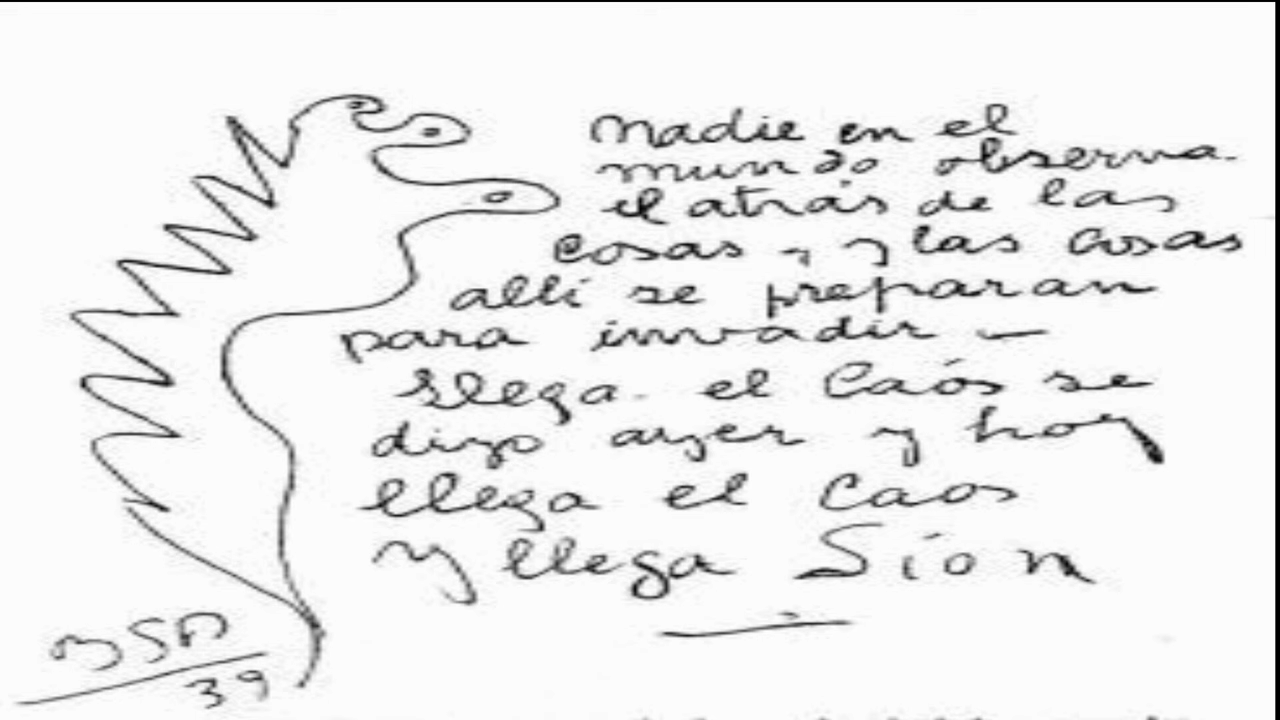 Nadie en el
mundo observa.
el atrás de las
cosas, y las cosas
allí se preparan
para invadir -
Llega. el Caós se
dijo ayer y hoy
llega el Caos
y llega Sion
BSP
39